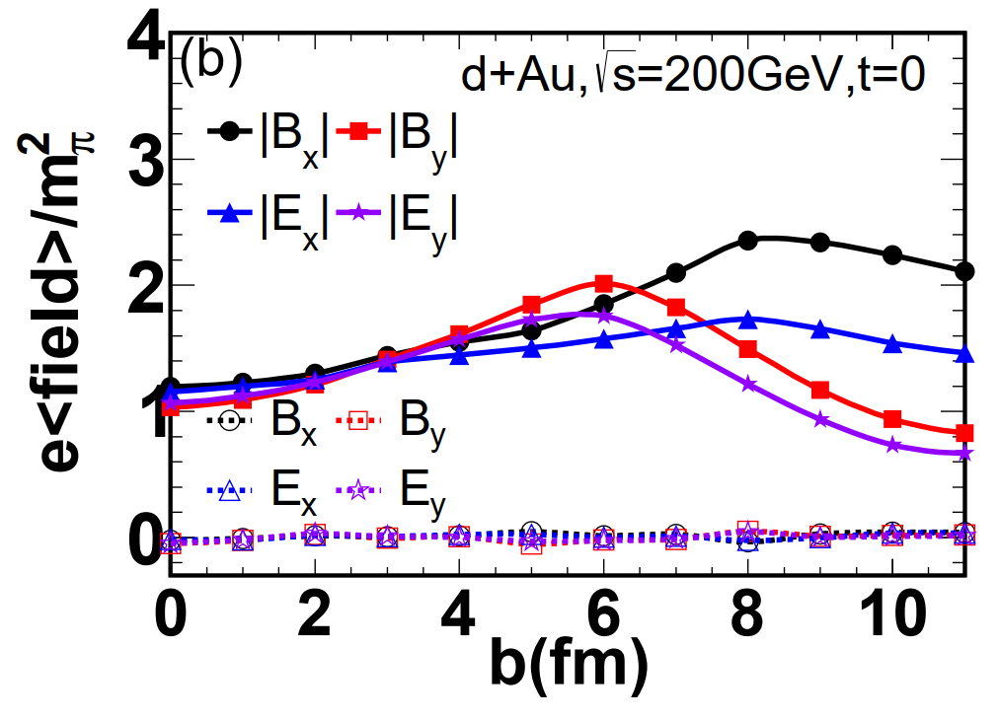 4
(b)
d+Au,√s=200GeV,t=0
|Bx| |By|
3
|Ex| |Ey|
2
1
Bx By
Ex Ey
0
0 2 4 6 8 10
b(fm)
e<field>/m²π